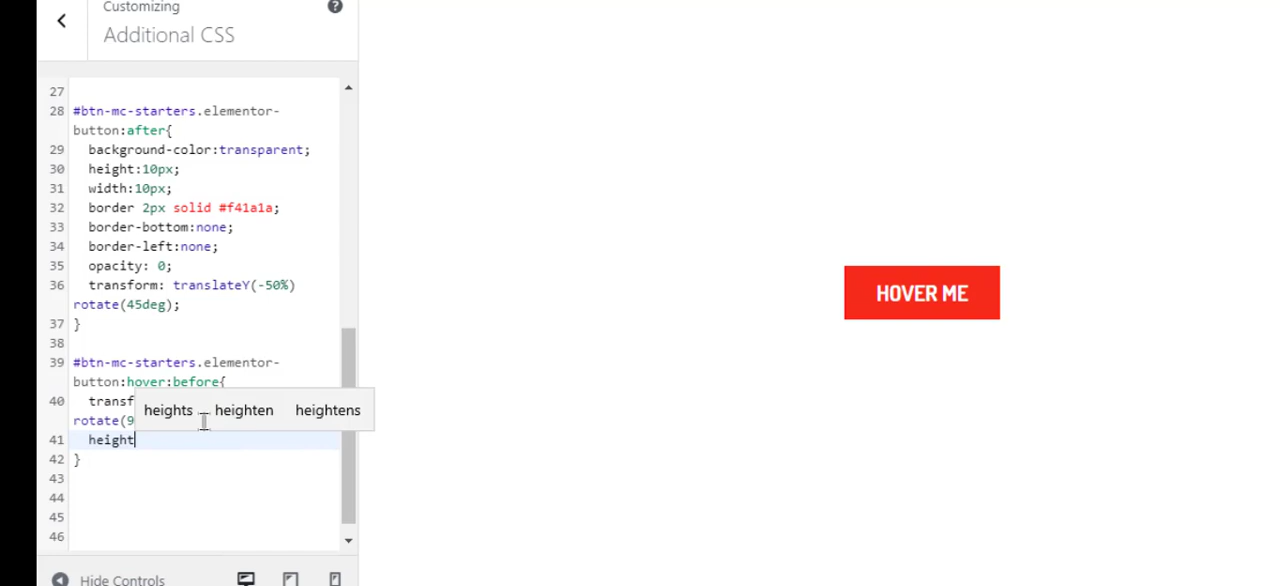 Customizing
?
Additional CSS
27
28 #btn-mc-starters.elementor-
button:after{
29 background-color:transparent;
30 height:10px;
31 width:10px;
32 border 2px solid #f41a1a;
33 border-bottom:none;
34 border-left:none;
35 opacity: 0;
36 transform: translateY(-50%)
rotate(45deg);
37 }
38
39 #btn-mc-starters.elementor-
button:hover:before{
40 transf
heights heighten heightens
rotate(9
41 height
42 }
43
44
45
46
Hide Controls
HOVER ME